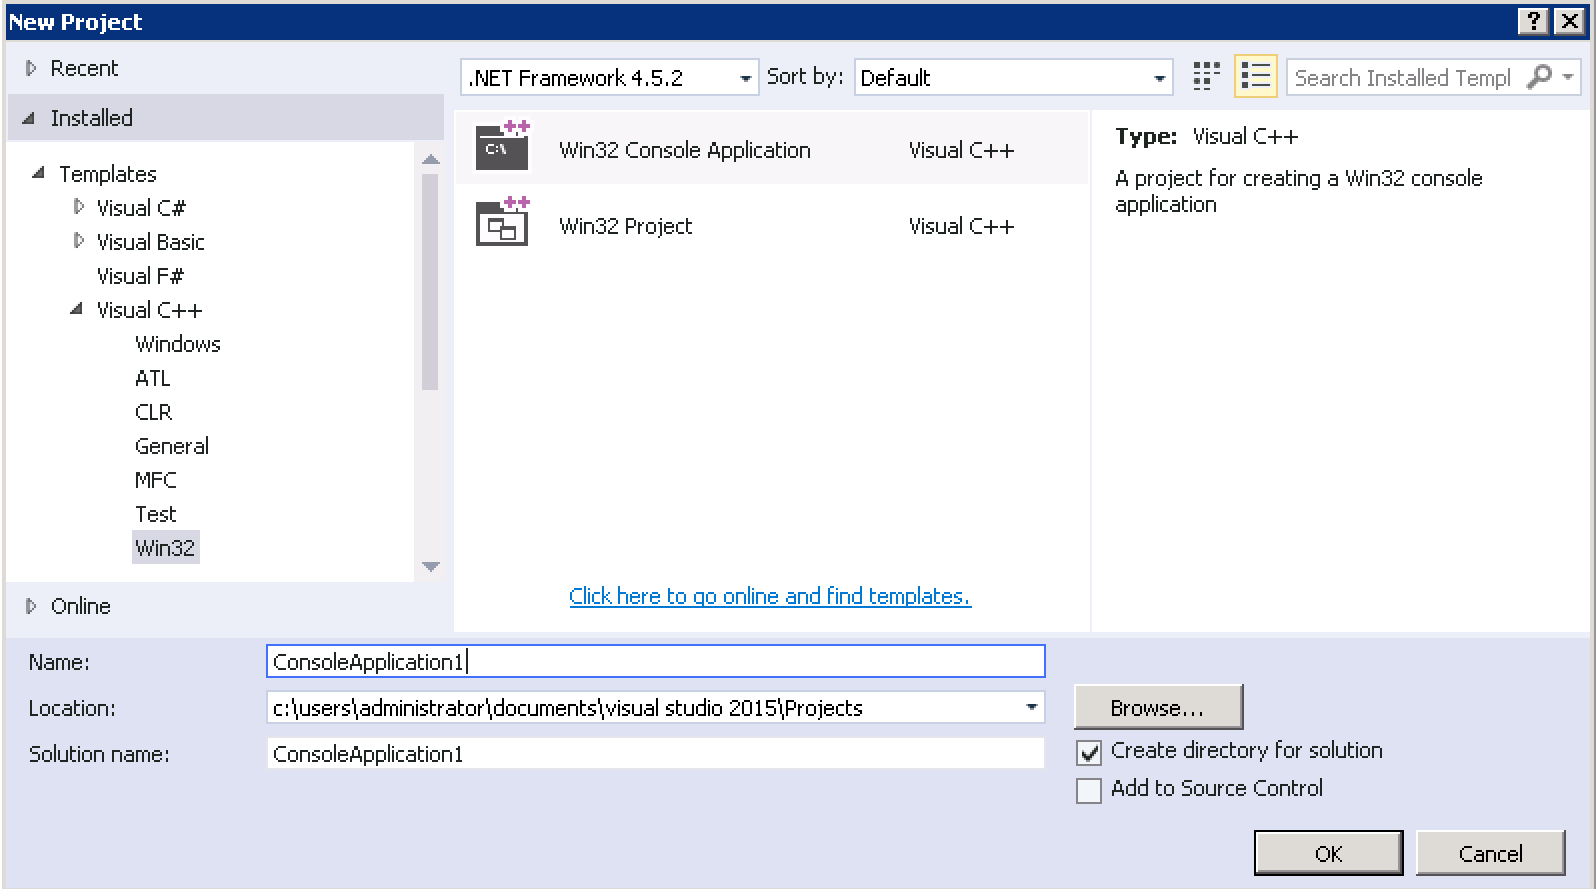 New Project
Recent
.NET Framework 4.5.2 Sort by: Default Search Installed Templ
Installed
Templates
Visual C#
Visual Basic
Visual F#
Visual C++
Windows
ATL
CLR
General
MFC
Test
Win32
Online
C:\ Win32 Console Application Visual C++
Win32 Project Visual C++
Click here to go online and find templates.
Type: Visual C++
A project for creating a Win32 console
application
Name: ConsoleApplication1
Location: c:\users\administrator\documents\visual studio 2015\Projects Browse...
Solution name: ConsoleApplication1
Create directory for solution
Add to Source Control
OK Cancel